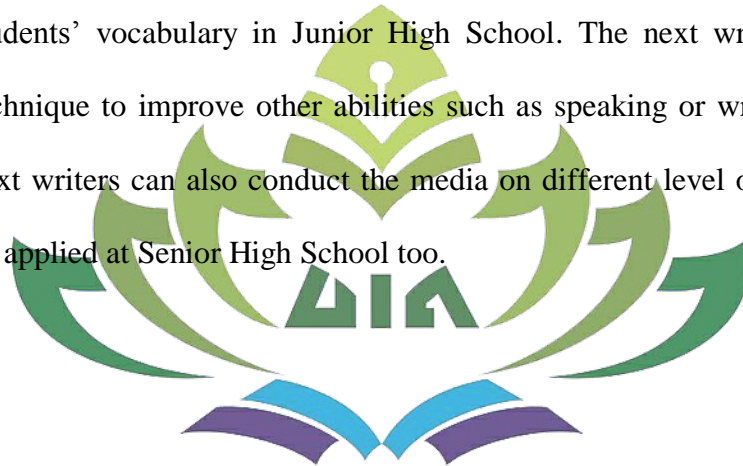 udents’ vocabulary in Junior High School. The next wr
chnique to improve other abilities such as speaking or wr
xt writers can also conduct the media on different level o
applied at Senior High School too.
UIN